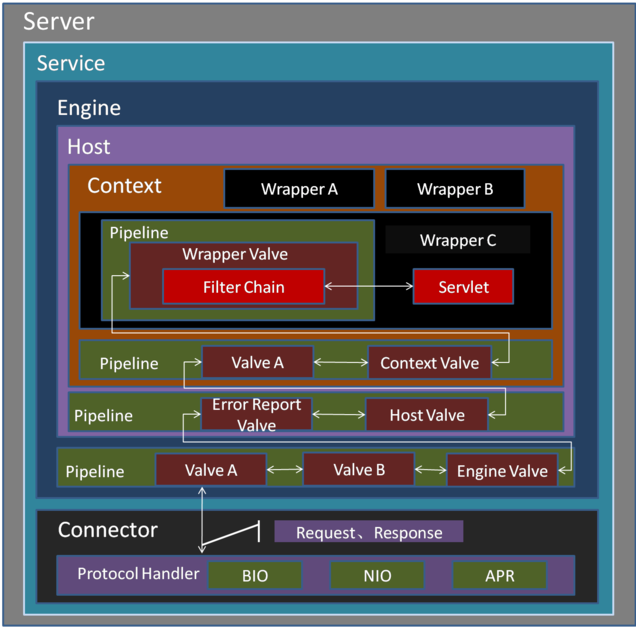 Server
Service
Engine
Host
Context
Wrapper A
Wrapper B
Pipeline
Wrapper Valve
Filter Chain
Wrapper C
Servlet
Pipeline
Valve A
Context Valve
Pipeline
Error Report
Valve
Host Valve
Pipeline
Valve A
Valve B
Engine Valve
Connector
Request、Response
Protocol Handler
BIO
NIO
APR